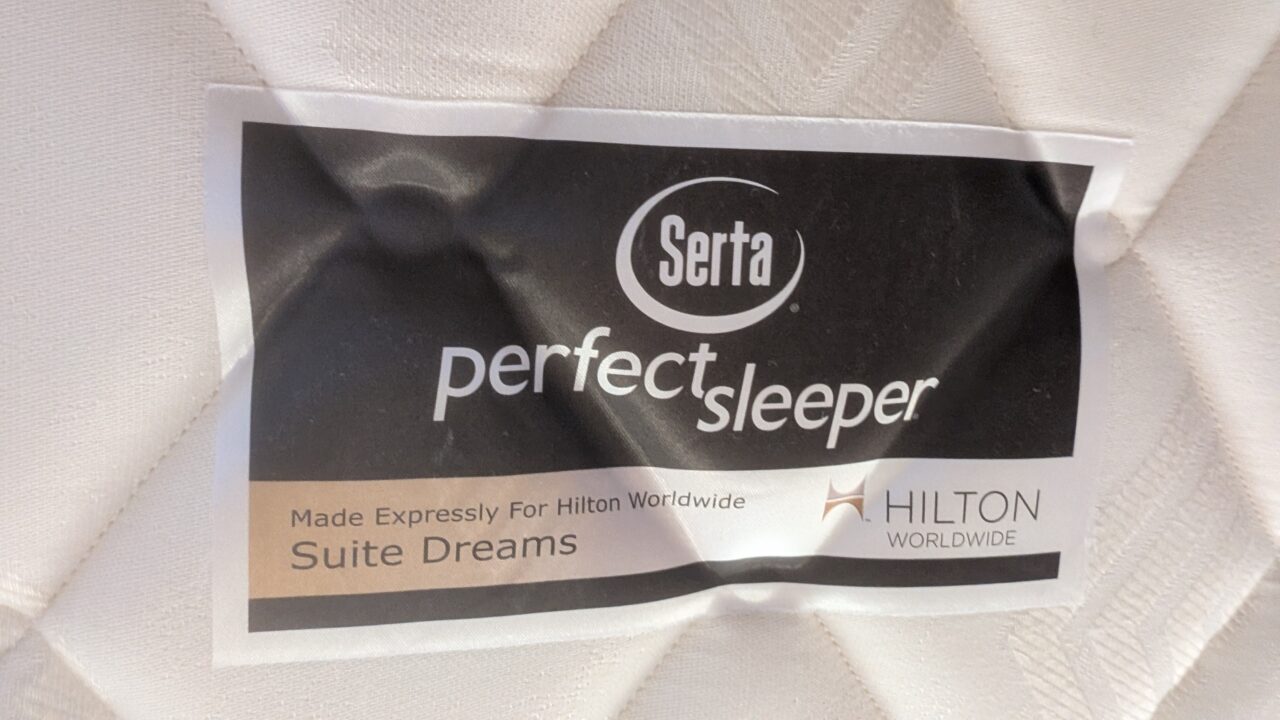 Serta
perfect sleeper
Made Expressly For Hilton Worldwide
Suite Dreams
HILTON
WORLDWIDE